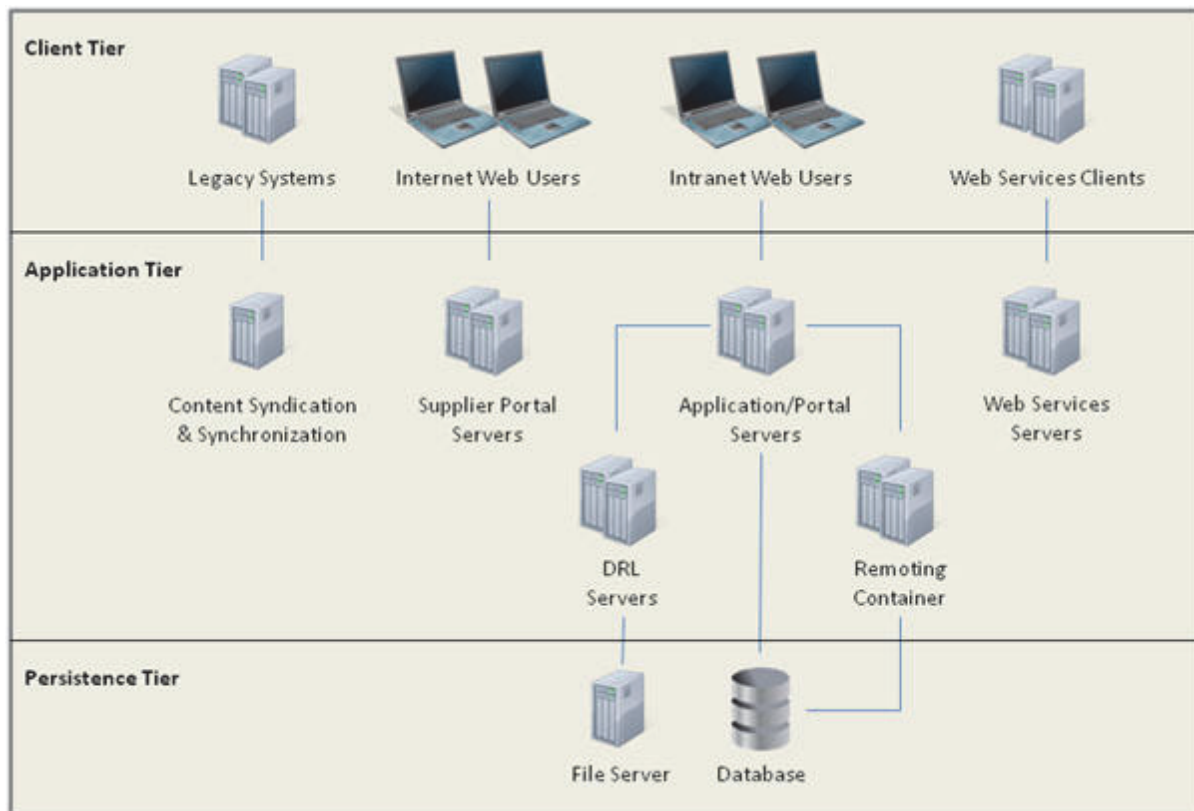 Client Tier
Legacy Systems
Internet Web Users
Intranet Web Users
Web Services Clients
Application Tier
Content Syndication
& Synchronization
Supplier Portal
Servers
Application/Portal
Servers
Web Services
Servers
DRL
Servers
Remoting
Container
Persistence Tier
File Server
Database